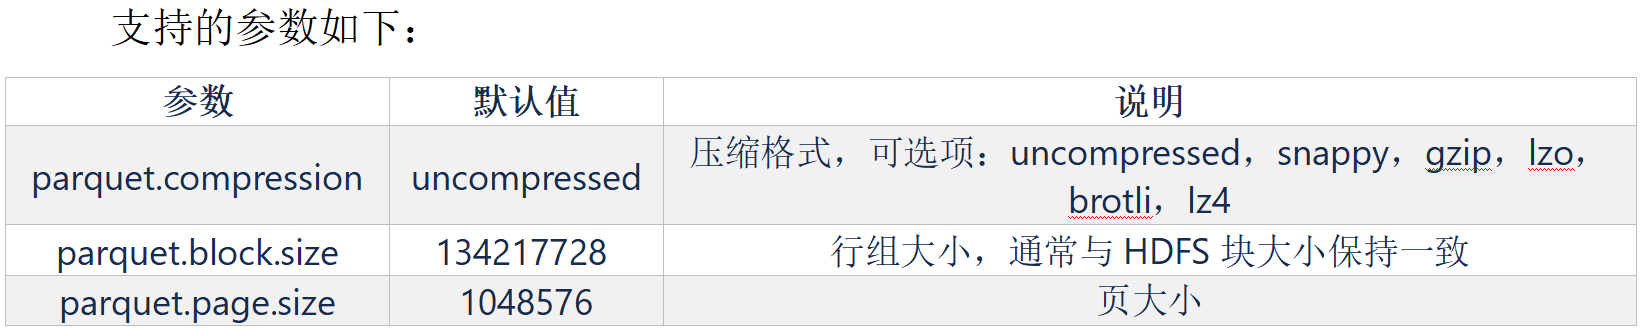 支持的参数如下：
参数 默认值 说明
parquet.compression uncompressed 压缩格式，可选项：uncompressed，snappy，gzip，lzo，
brotli，lz4
parquet.block.size 134217728 行组大小，通常与 HDFS 块大小保持一致
parquet.page.size 1048576 页大小